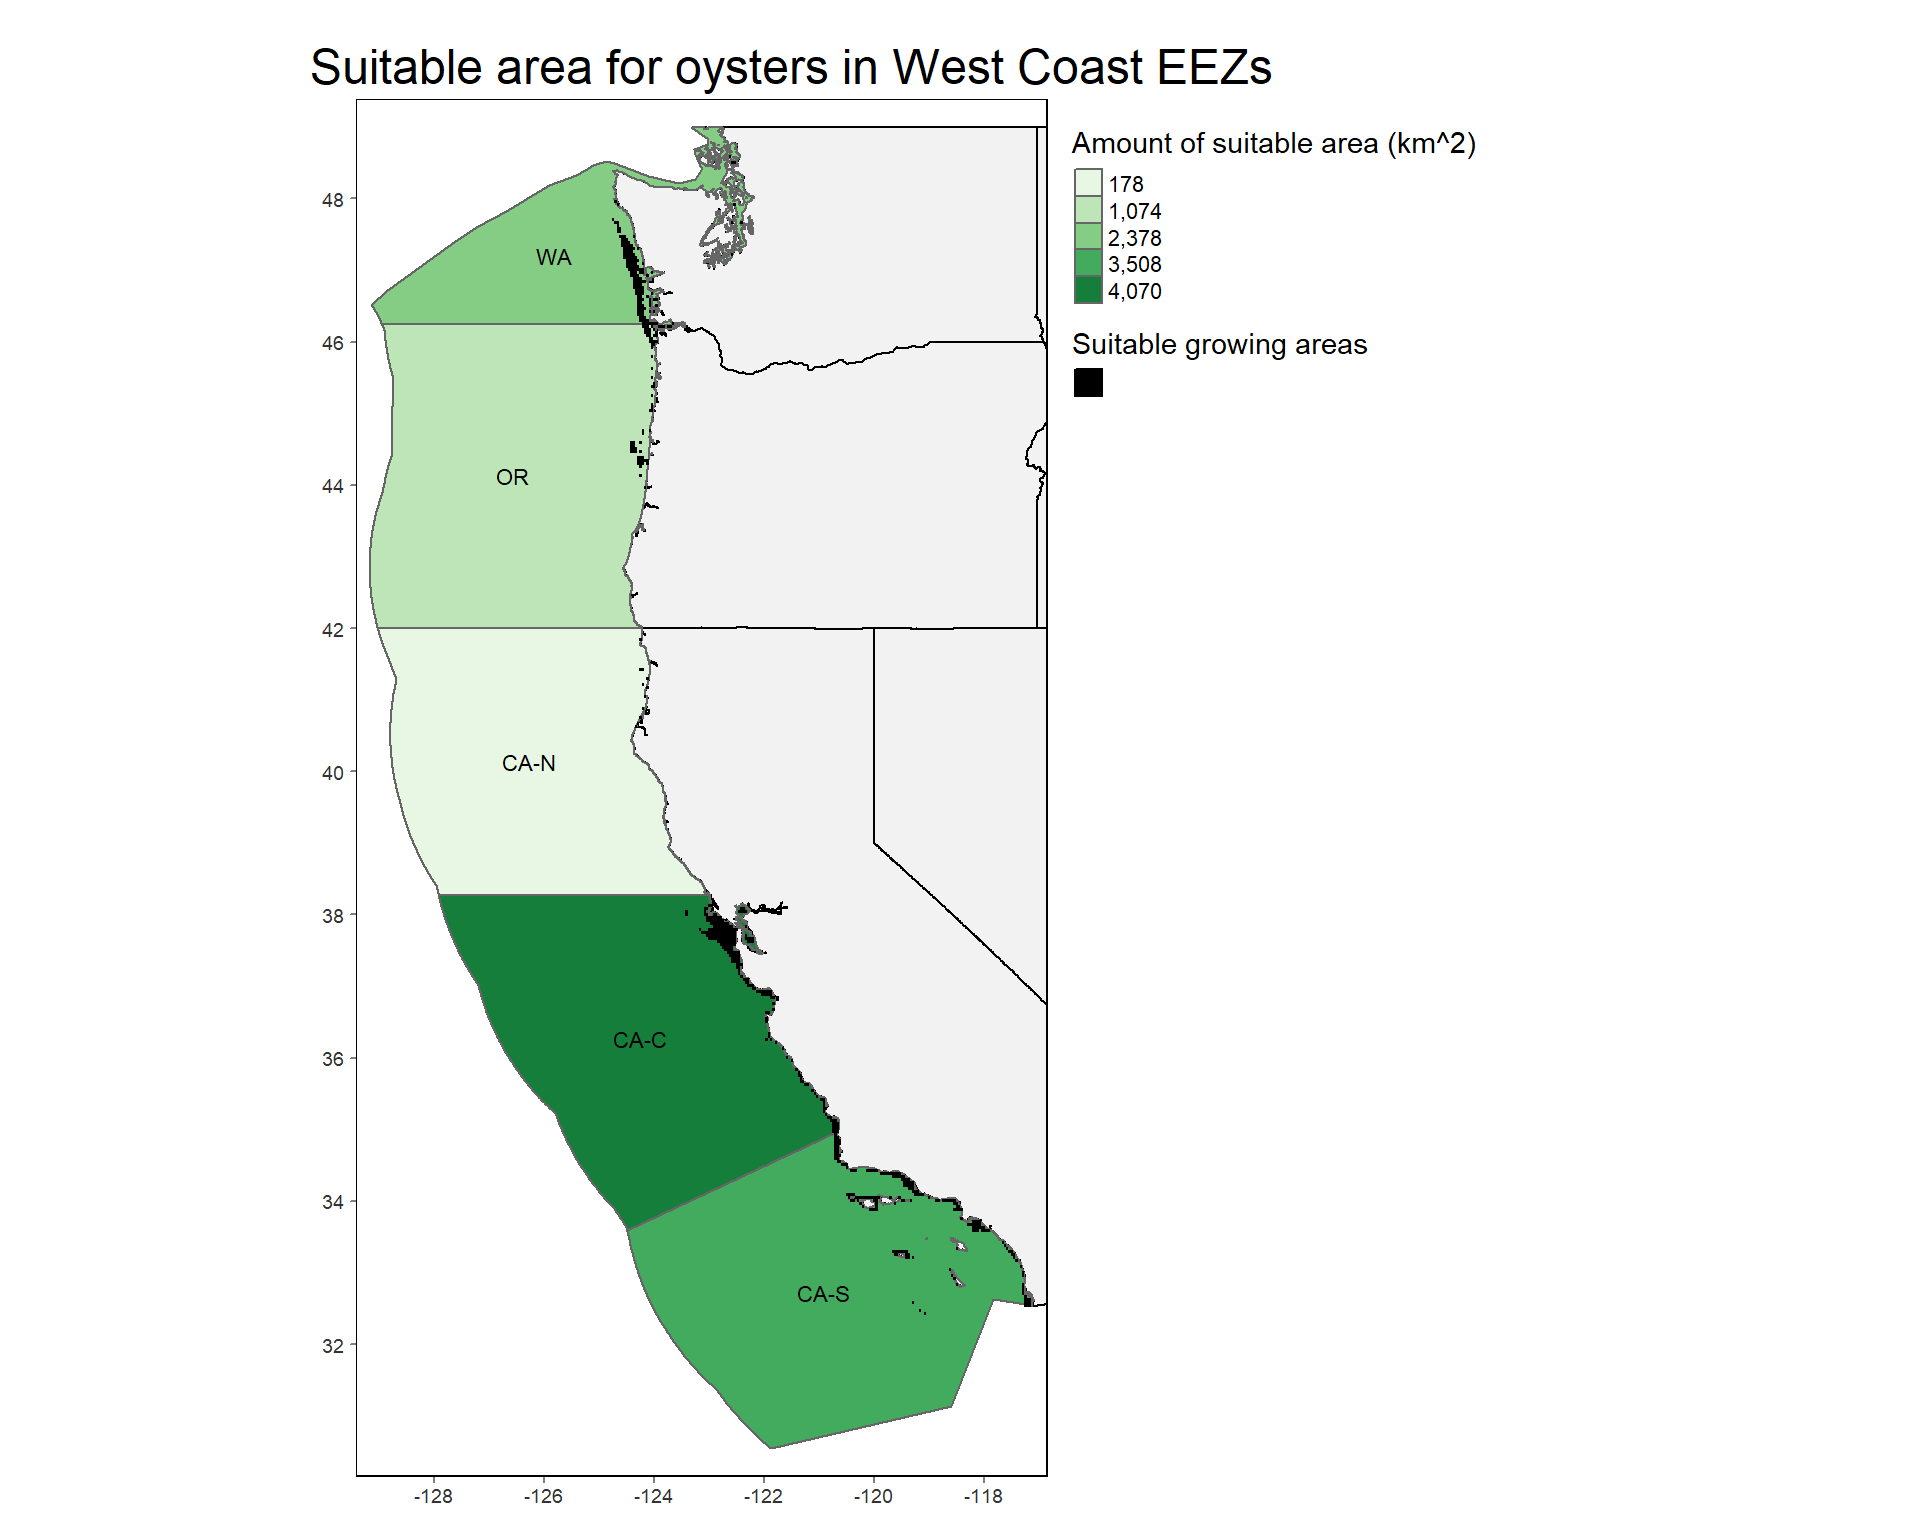 Suitable area for oysters in West Coast EEZs
Amount of suitable area (km^2)
178
1,074
2,378
3,508
4,070
Suitable growing areas
48
46
44
42
40
38
36
34
32
WA
OR
CA-N
CA-C
CA-S
-128
-126
-124
-122
-120
-118